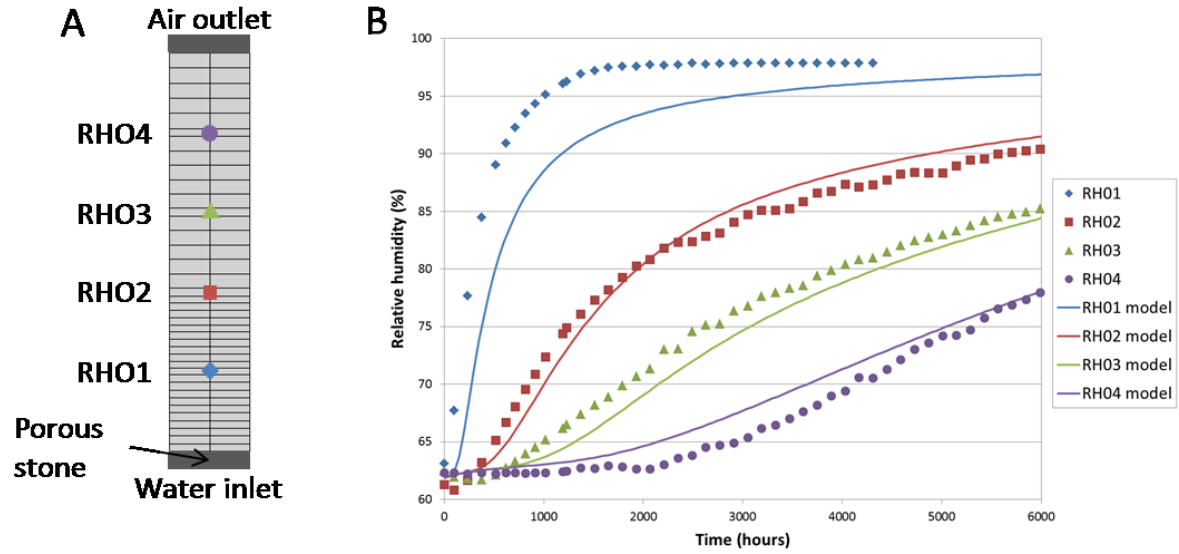 A
Air outlet
RHO4
RHO3
RHO2
RHO1
Porous
stone
Water inlet
B
Relative humidity (%)
100
95
90
85
80
75
70
65
60
0
1000
2000
3000
4000
5000
6000
Time (hours)
RH01
RH02
RH03
RH04
RH01 model
RH02 model
RH03 model
RH04 model